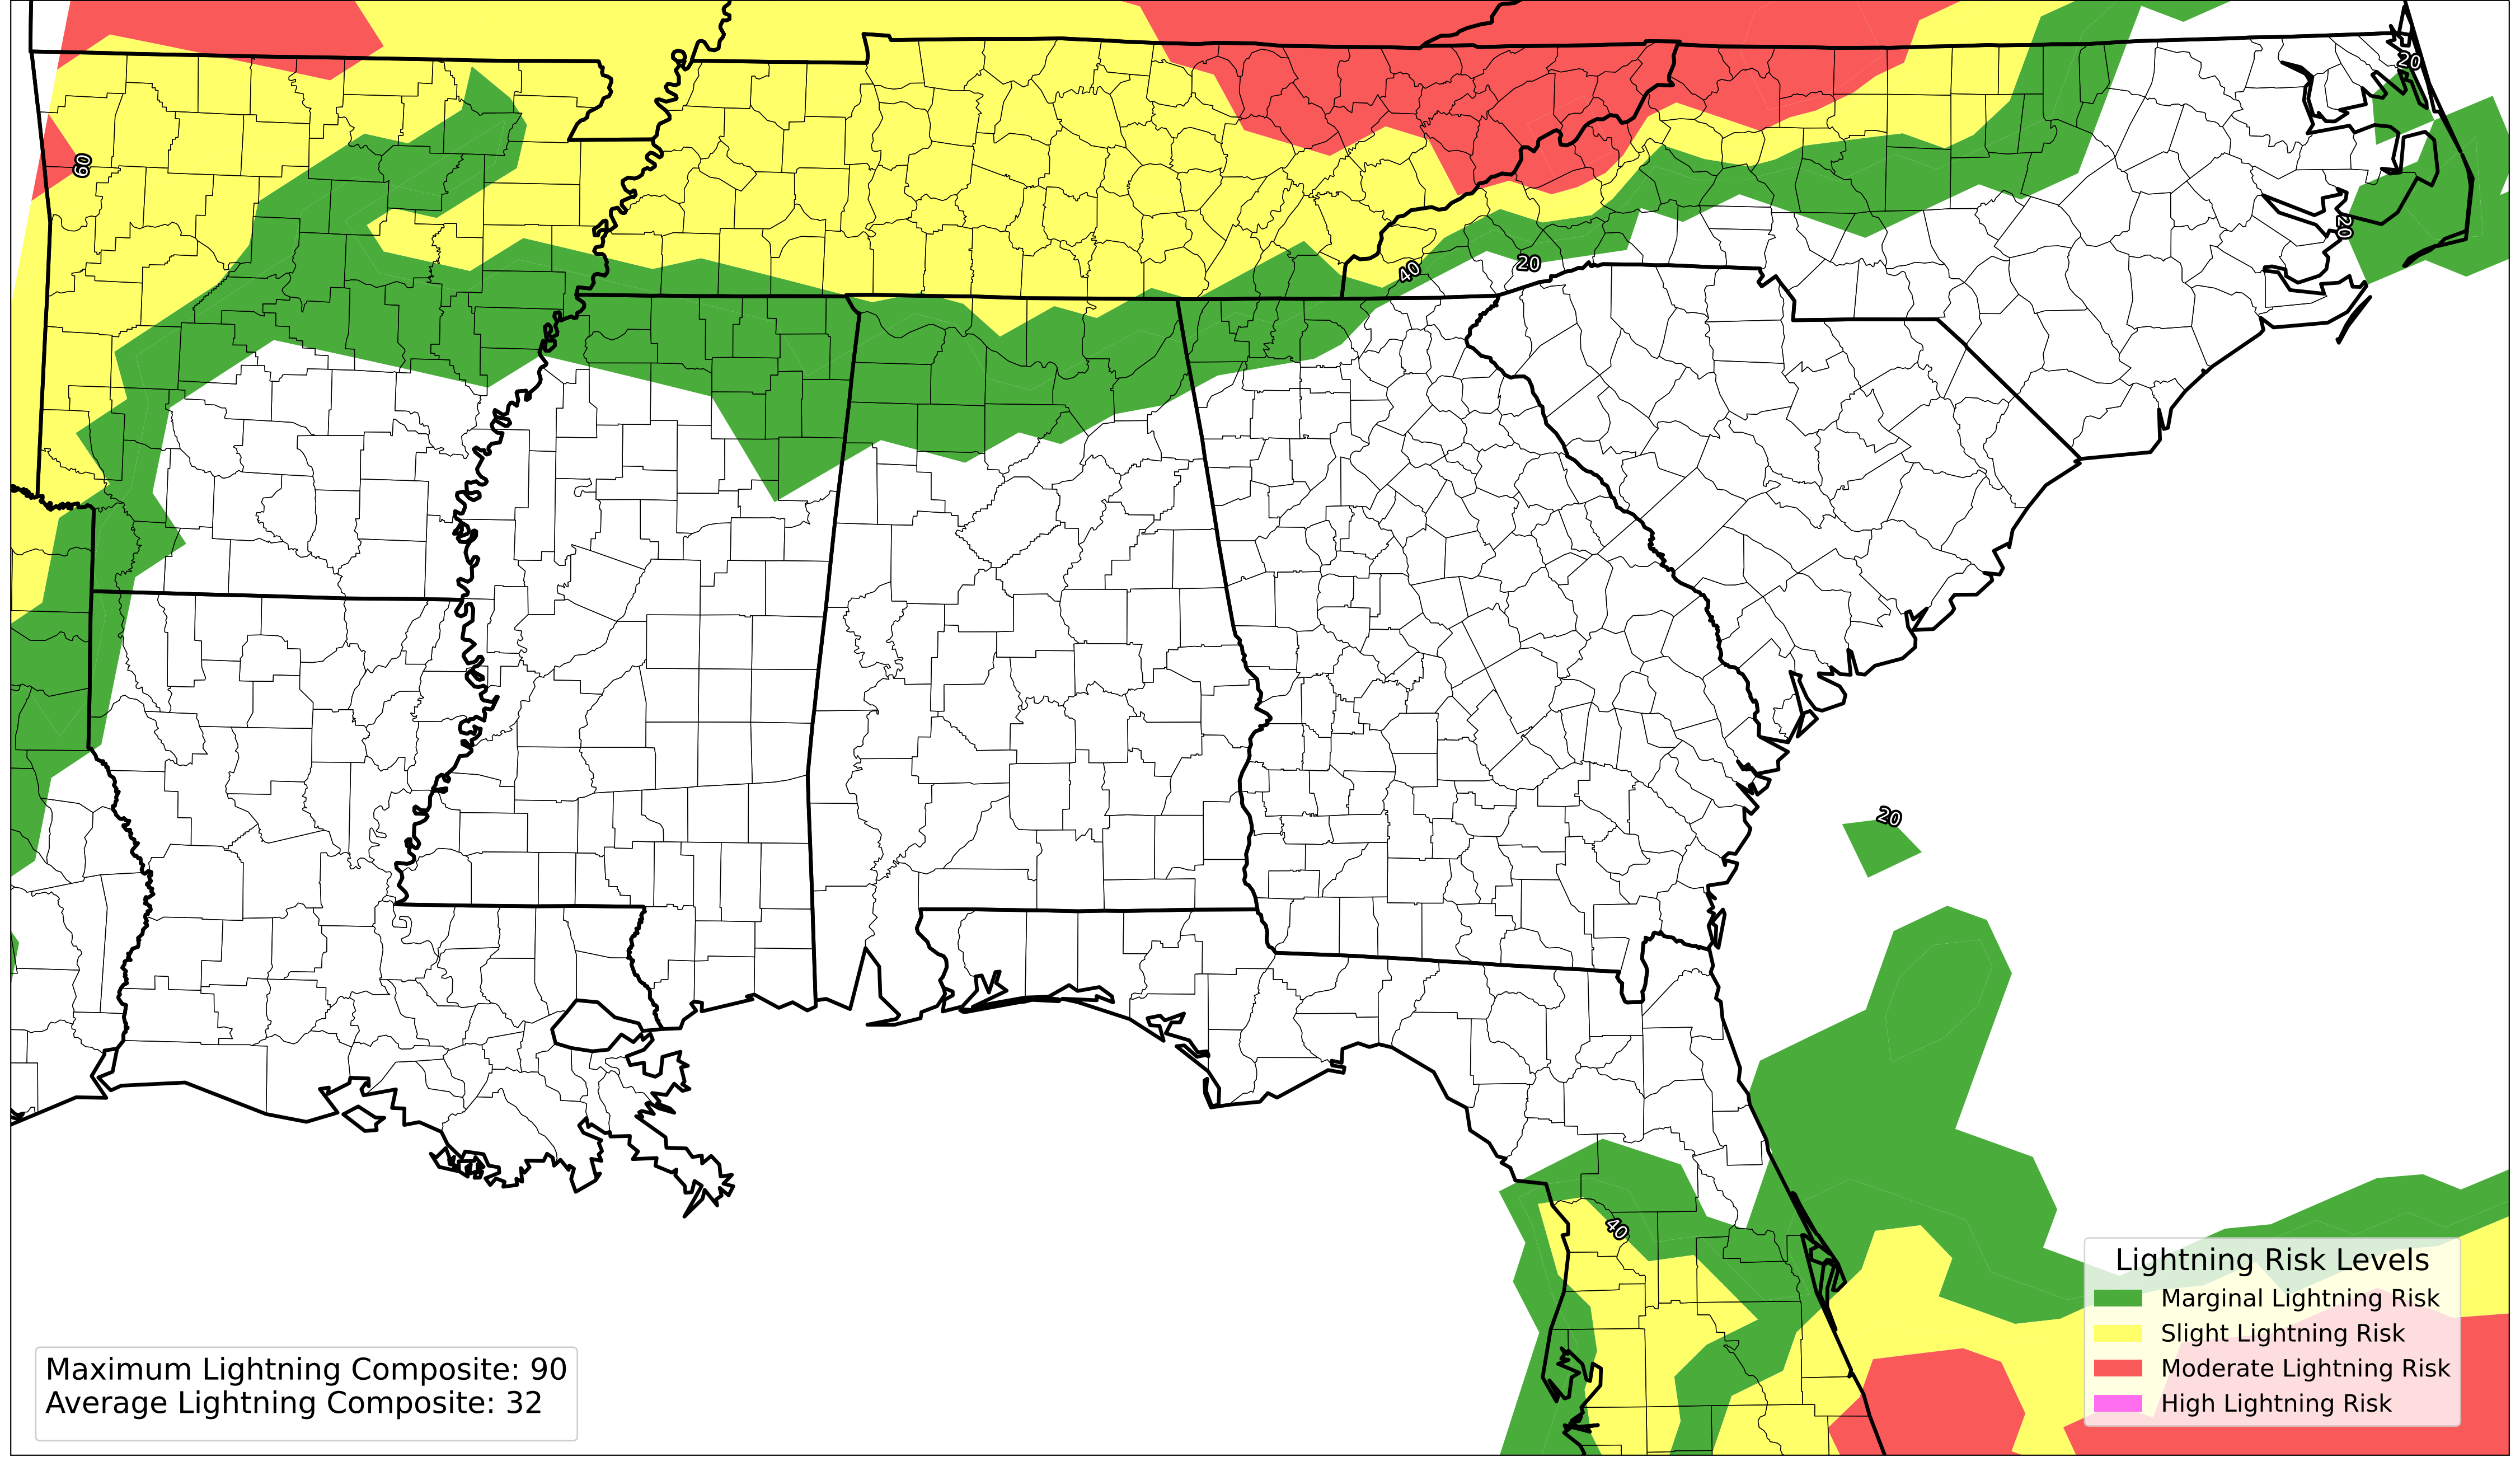 20
60
20
40
20
20
40
Lightning Risk Levels
Marginal Lightning Risk
Slight Lightning Risk
Moderate Lightning Risk
High Lightning Risk
Maximum Lightning Composite: 90
Average Lightning Composite: 32